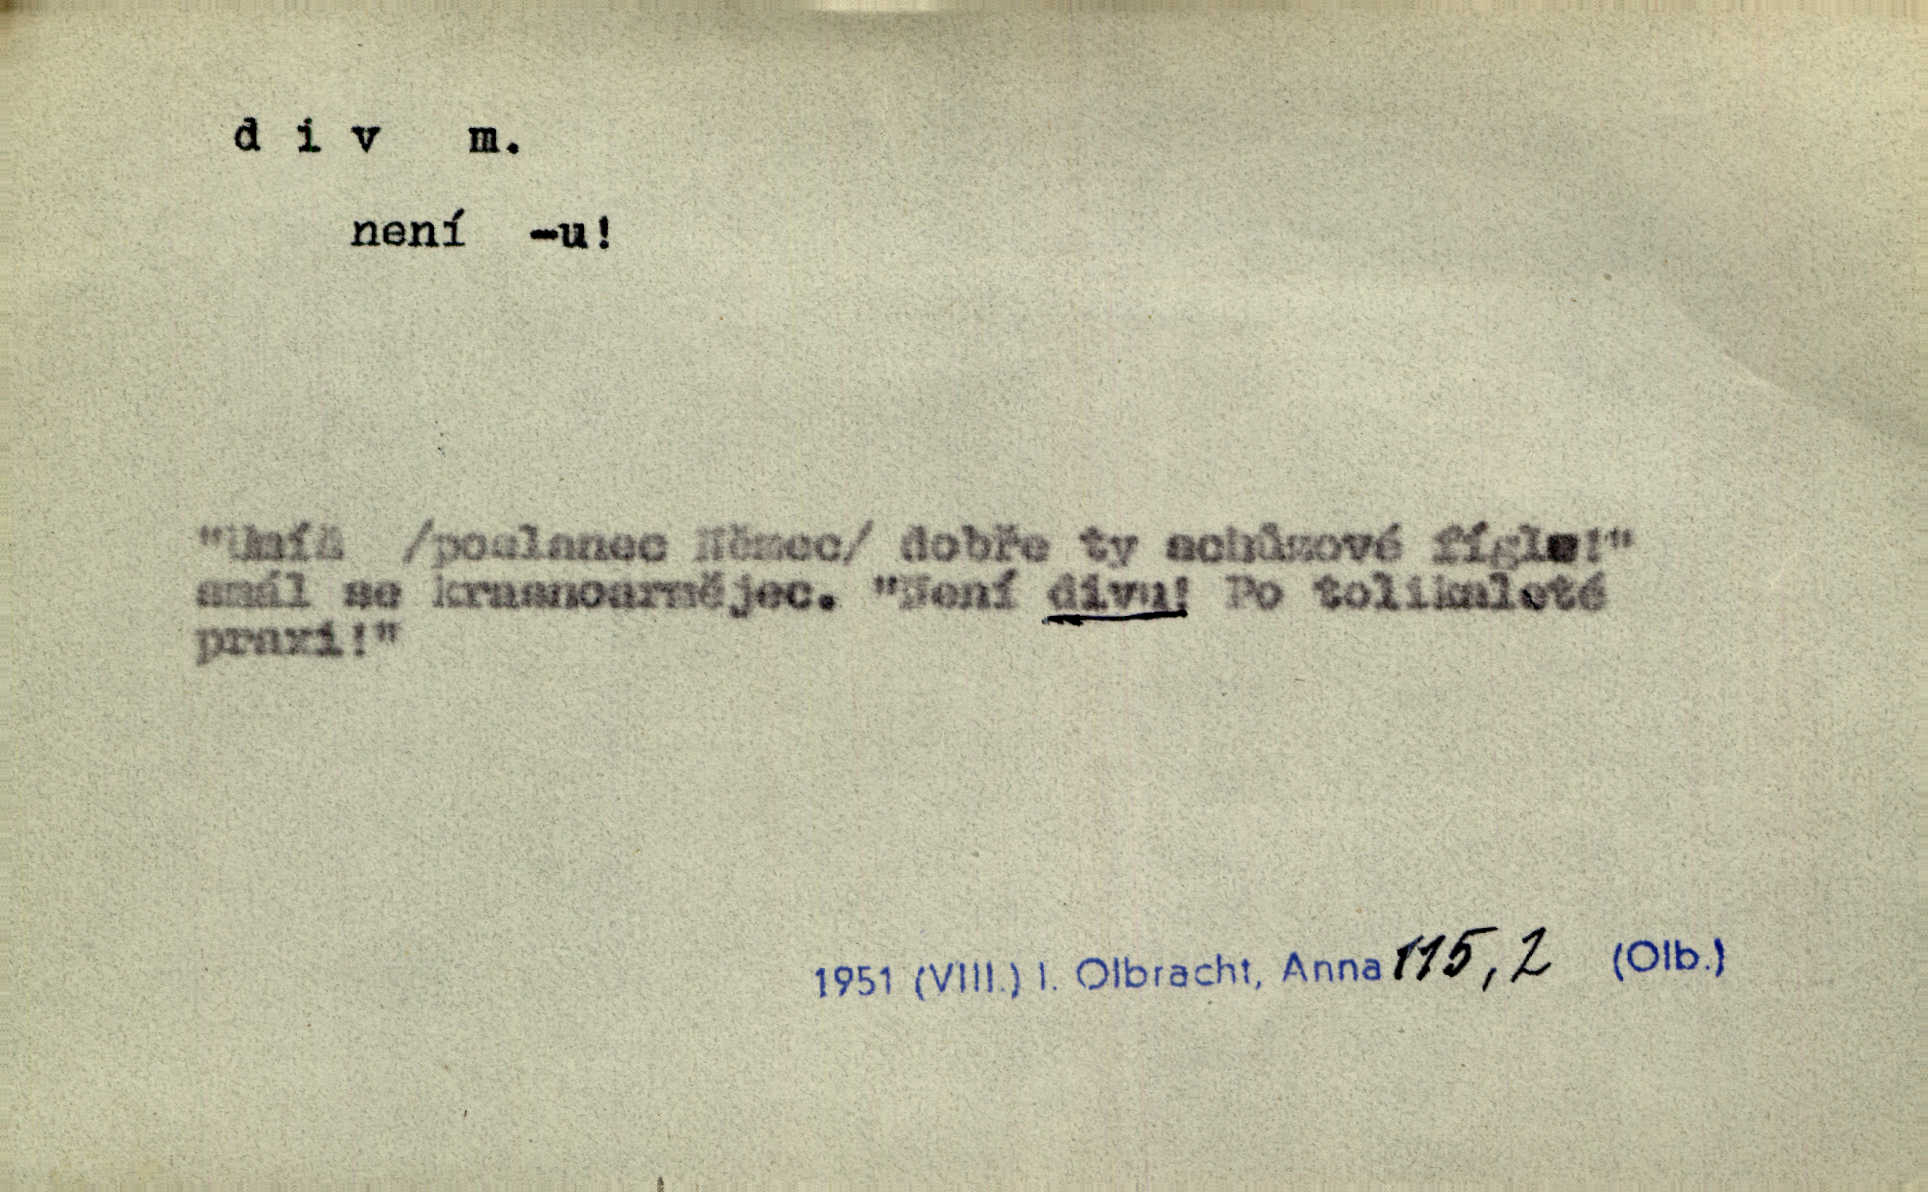 d i v m.
není -u!
"Umíš /poslanec Němec/ dobře ty schůzové fígle!"
smál se krasnoarmějec. "Není divu! Po tolikaleté
praxi!"
1951 (VIII.) I. Olbracht, Anna 115,2 (Olb.)